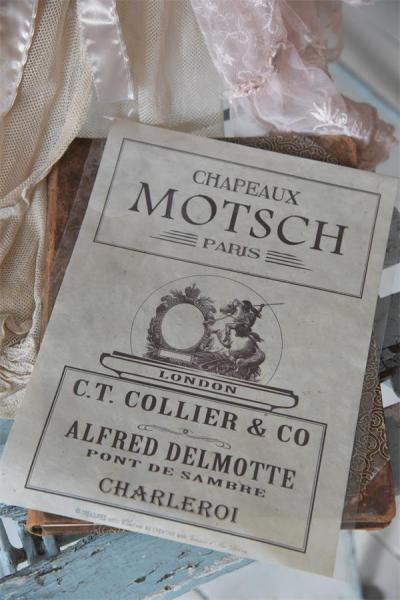 CHAPEAUX
MOTSCH
PARIS
LONDON
C.T. COLLIER & CO
ALFRED DELMOTTE
PONT DE SAMBRE
CHARLEROI